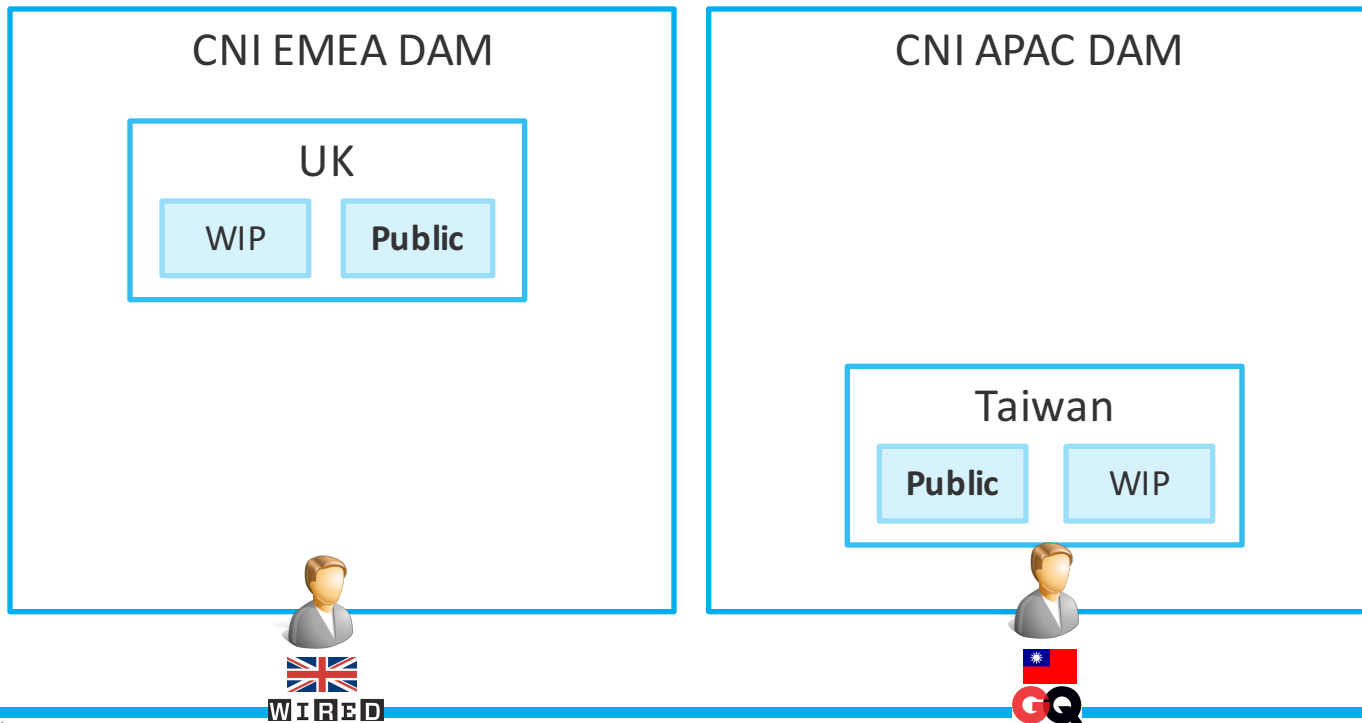 CNI EMEA DAM
UK
WIP
Public
CNI APAC DAM
Taiwan
Public
WIP
WIRED
GQ